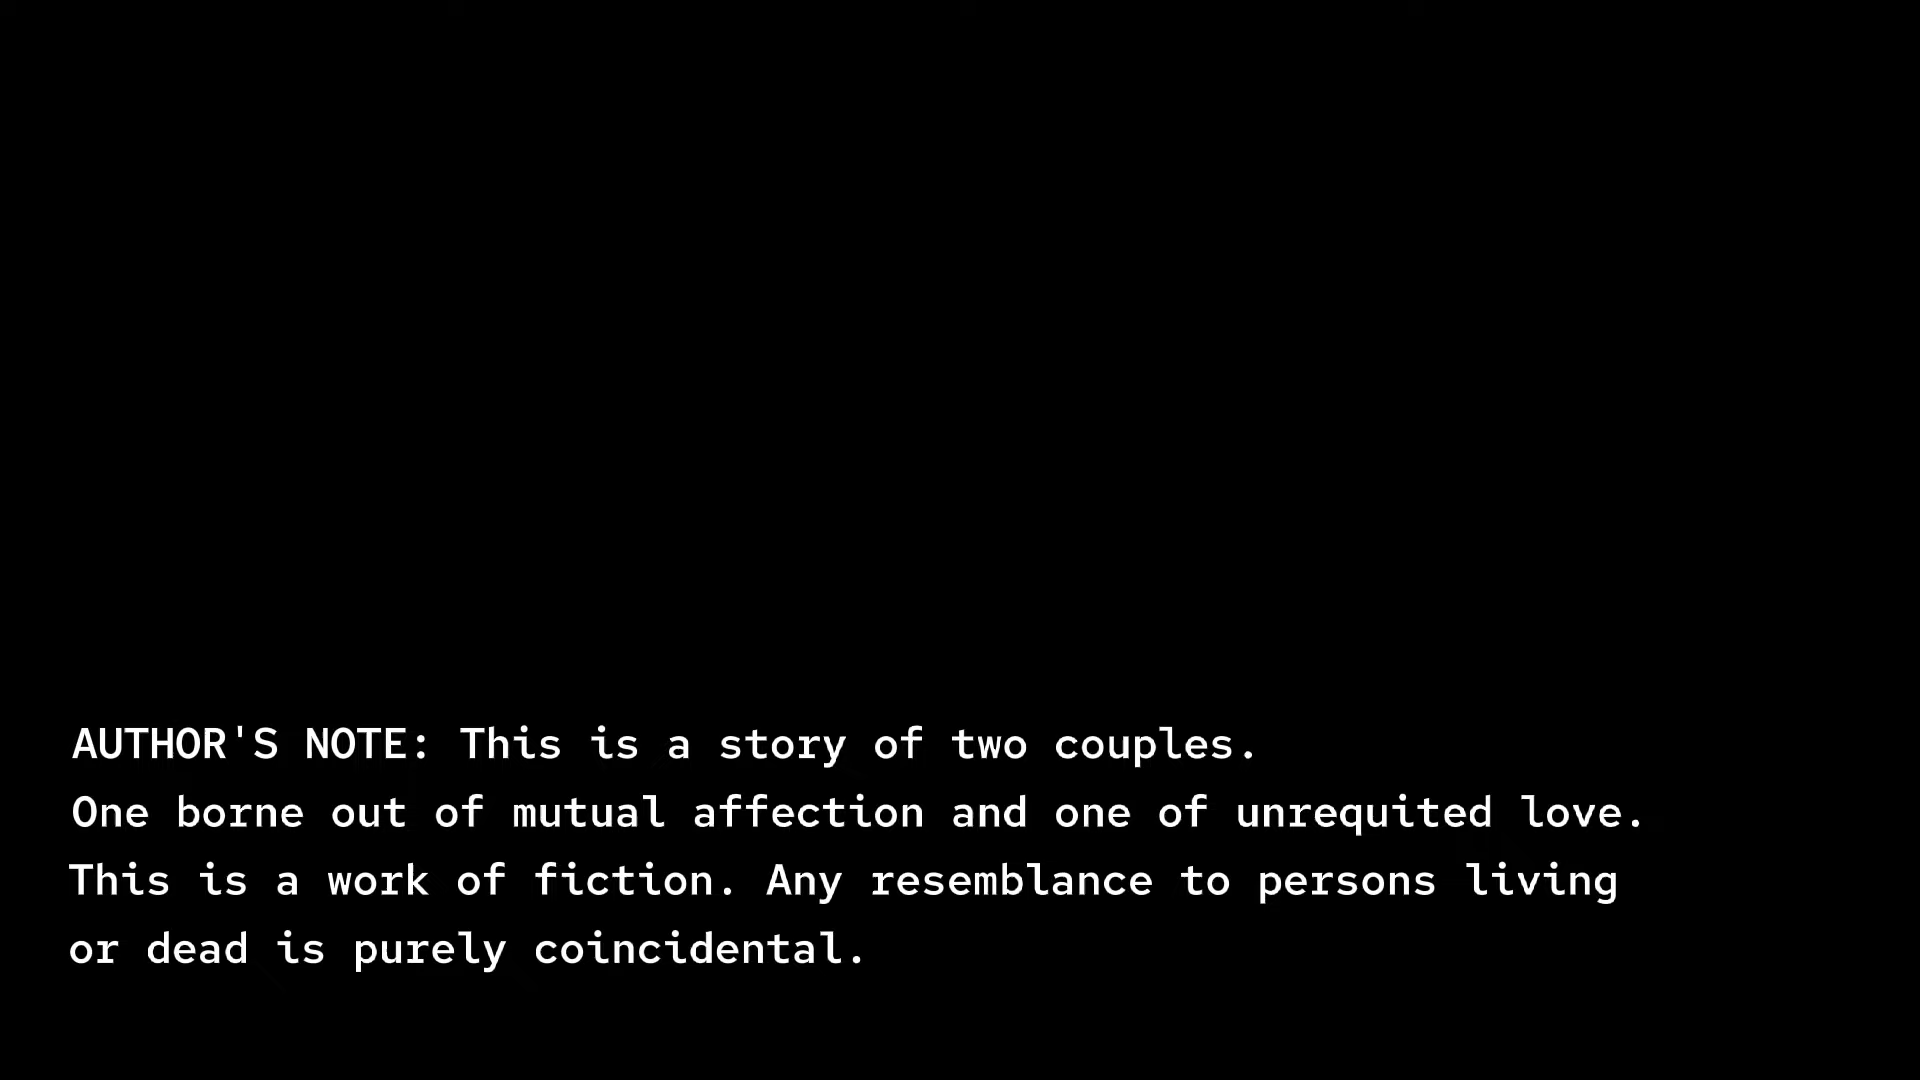 AUTHOR'S NOTE: This is a story of two couples.
One borne out of mutual affection and one of unrequited love.
This is a work of fiction. Any resemblance to persons living
or dead is purely coincidental.